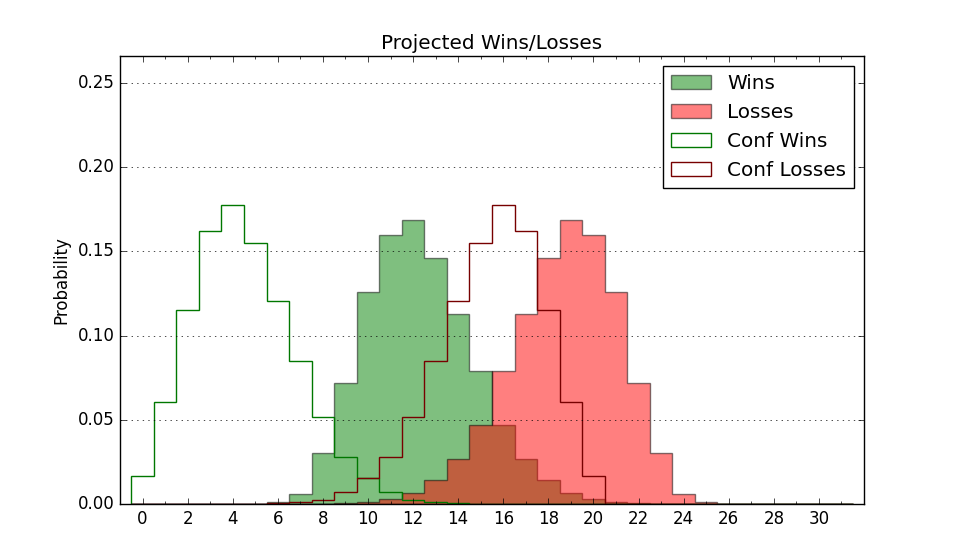 Projected Wins/Losses
Wins
Losses
Conf Wins
Conf Losses
Probability
0.25
0.20
0.15
0.10
0.05
0.00
0 2 4 6 8 10 12 14 16 18 20 22 24 26 28 30